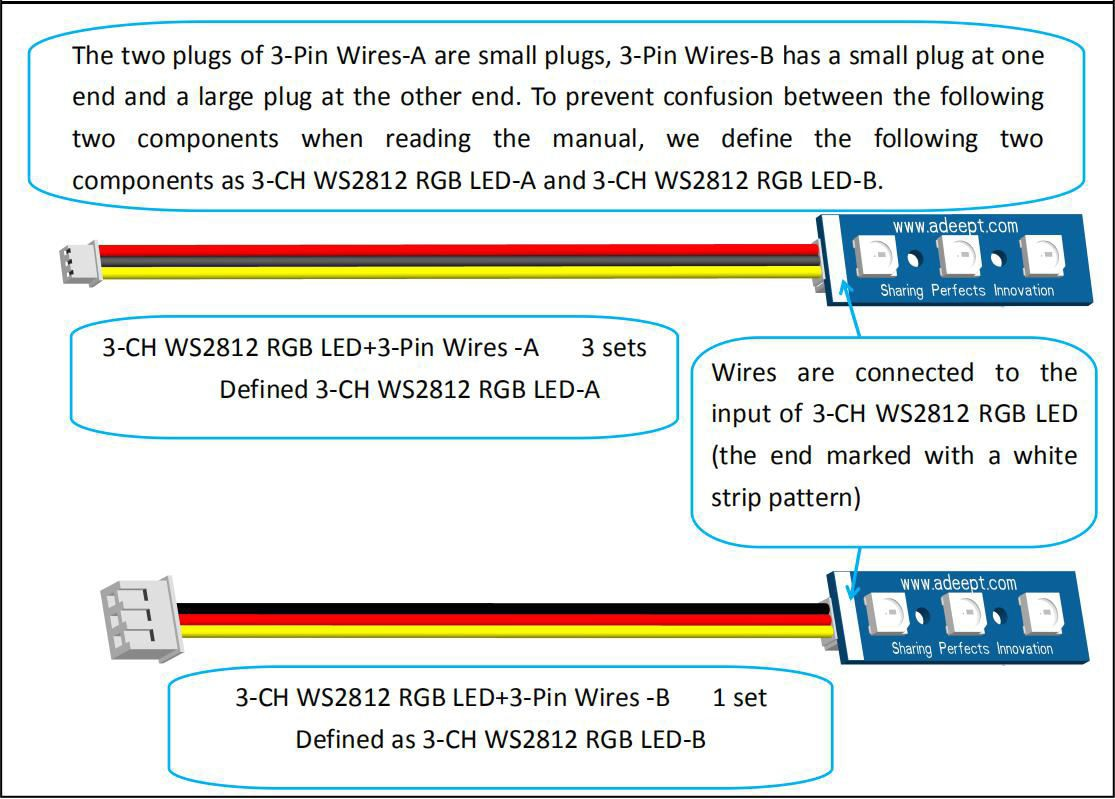 The two plugs of 3-Pin Wires-A are small plugs, 3-Pin Wires-B has a small plug at one
end and a large plug at the other end. To prevent confusion between the following
two components when reading the manual, we define the following two
components as 3-CH WS2812 RGB LED-A and 3-CH WS2812 RGB LED-B.
www.adeept.com
Sharing Perfects Innovation
3-CH WS2812 RGB LED+3-Pin Wires -A 3 sets
Defined 3-CH WS2812 RGB LED-A
Wires are connected to the
input of 3-CH WS2812 RGB LED
(the end marked with a white
strip pattern)
www.adeept.com
Sharing Perfects Innovation
3-CH WS2812 RGB LED+3-Pin Wires -B 1 set
Defined as 3-CH WS2812 RGB LED-B